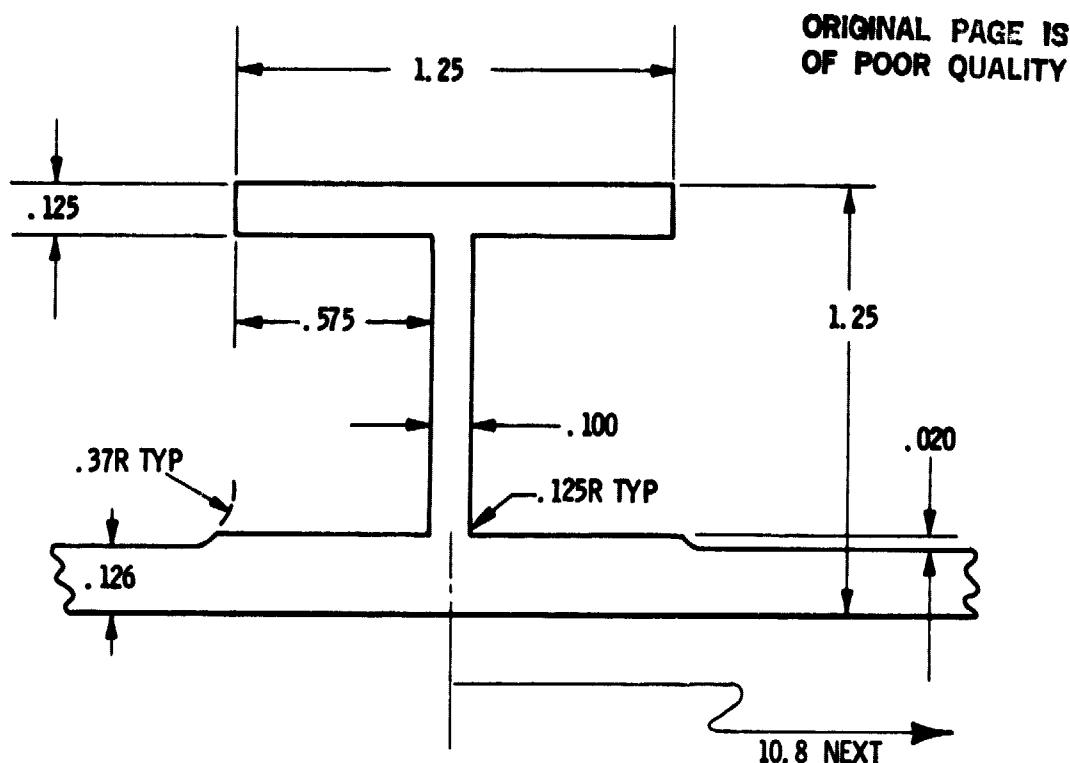 ORIGINAL PAGE IS
OF POOR QUALITY
1.25
.125
.575
1.25
.100
.020
.37R TYP
.125R TYP
.126
10.8 NEXT